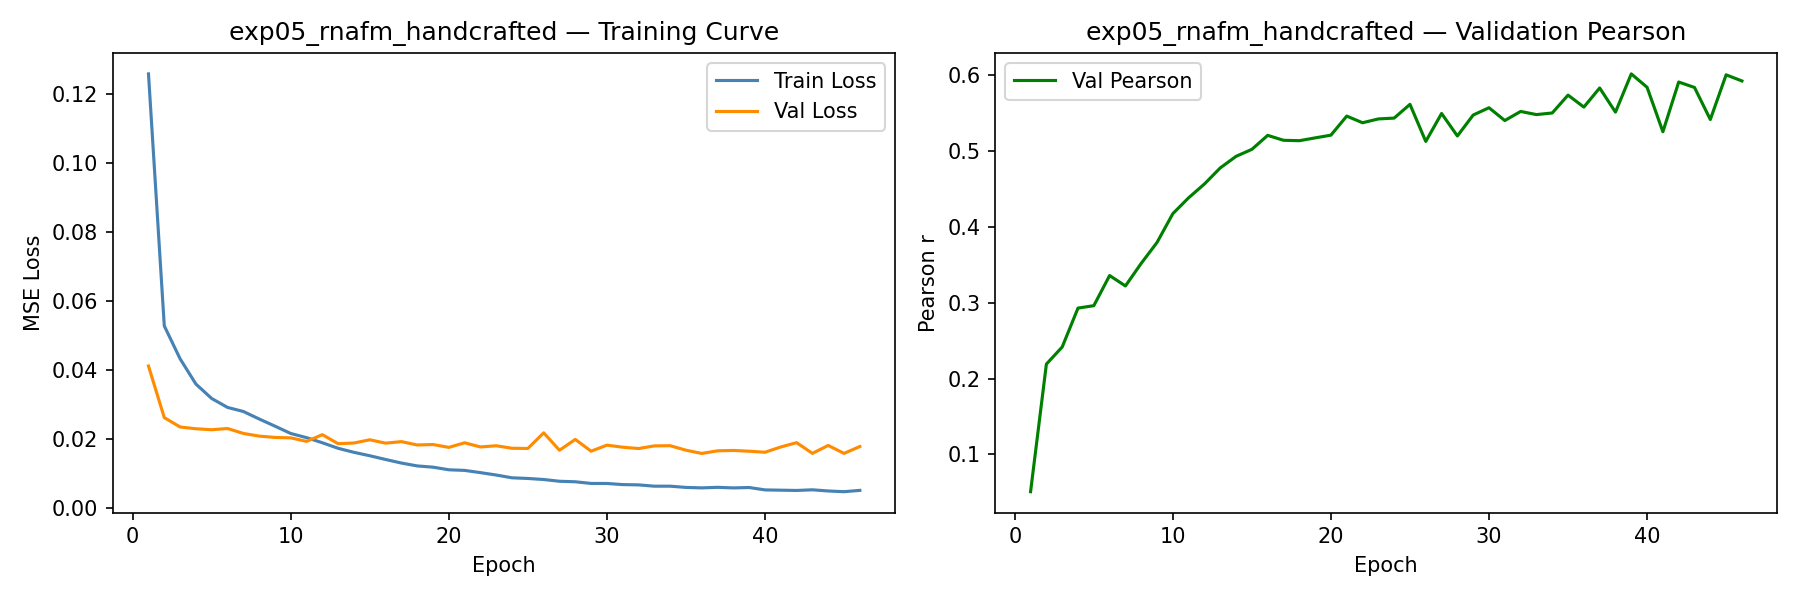 exp05_rnafm_handcrafted — Training Curve
Train Loss
Val Loss
MSE Loss
0.12
0.10
0.08
0.06
0.04
0.02
0.00
0 10 20 30 40
Epoch
exp05_rnafm_handcrafted — Validation Pearson
Val Pearson
Pearson r
0.6
0.5
0.4
0.3
0.2
0.1
0 10 20 30 40
Epoch